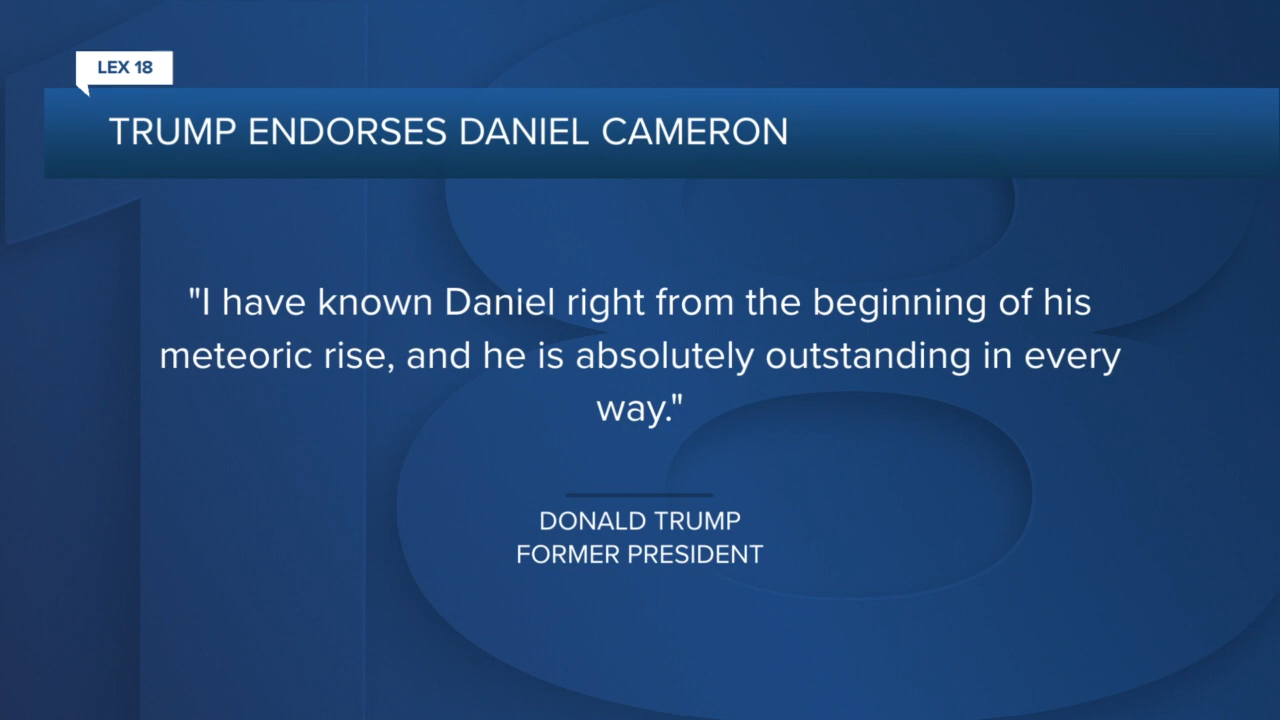 LEX 18
TRUMP ENDORSES DANIEL CAMERON
"I have known Daniel right from the beginning of his
meteoric rise, and he is absolutely outstanding in every
way."
DONALD TRUMP
FORMER PRESIDENT